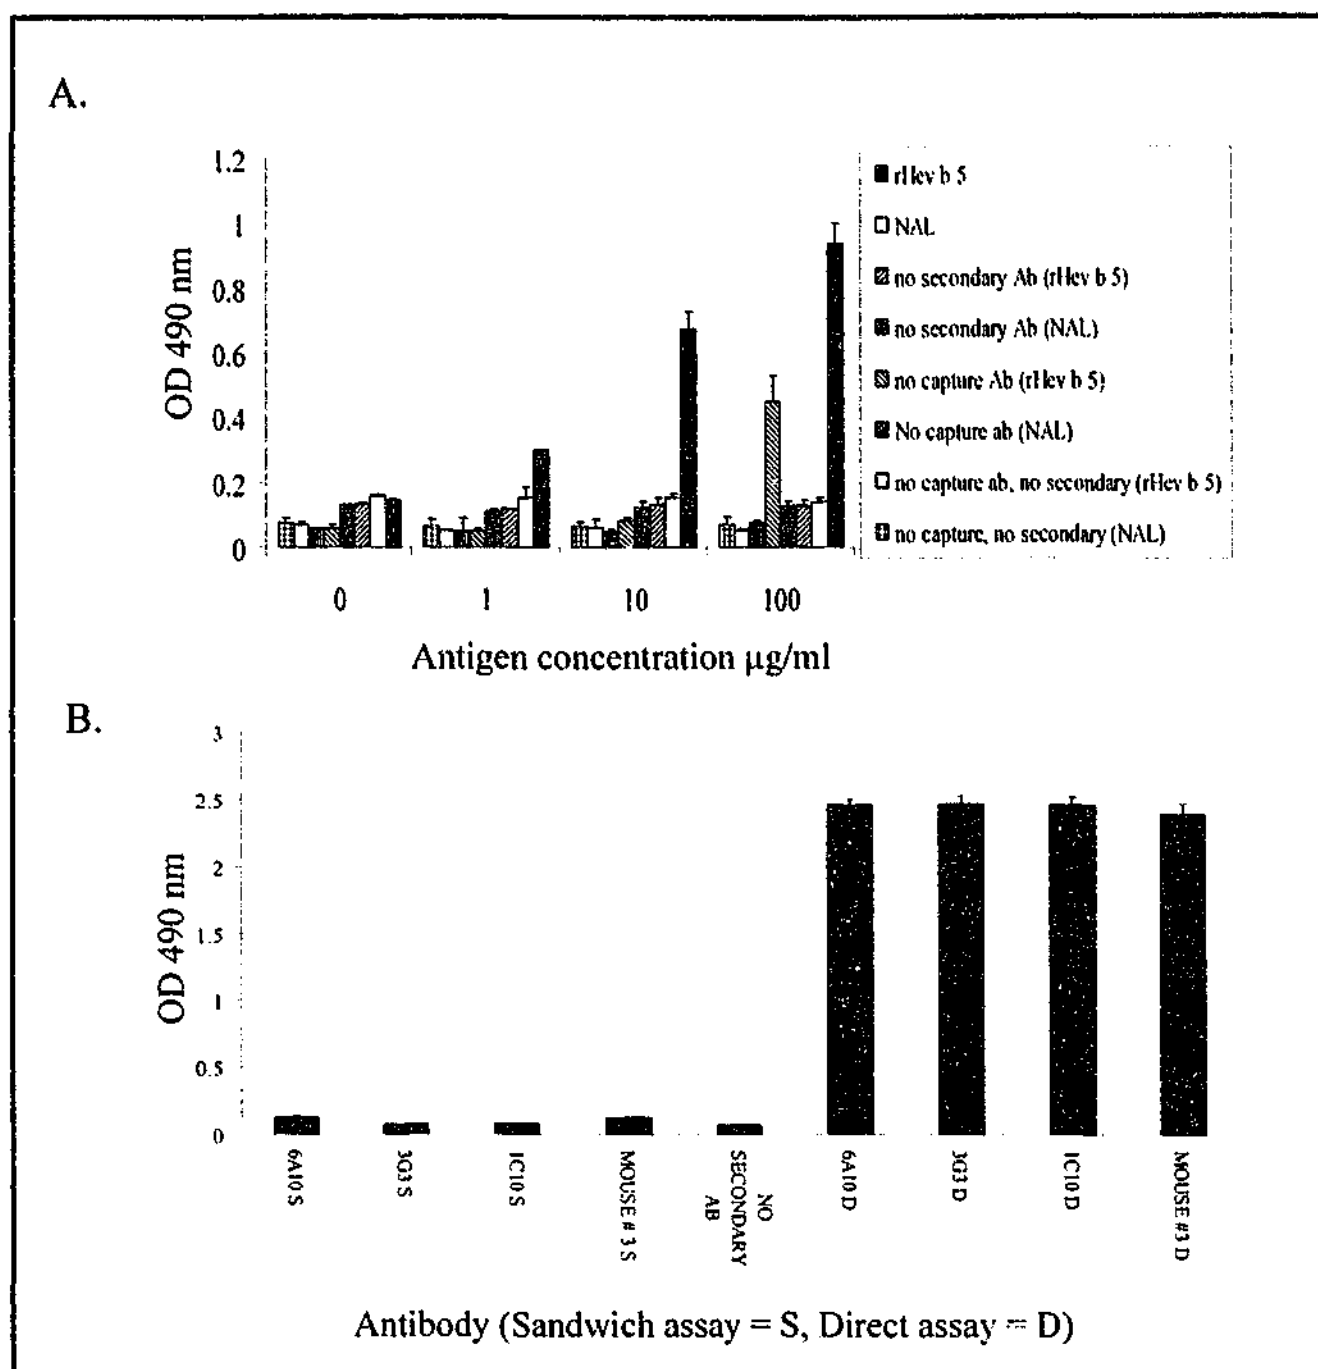 A.
1.2
1
0.8
0.6
0.4
0.2
0
OD 490 nm
0 1 10 100
Antigen concentration µg/ml
rHev b 5
NAL
no secondary Ab (rHev b 5)
no secondary Ab (NAL)
no capture Ab (rHev b 5)
No capture ab (NAL)
no capture ab, no secondary (rHev b 5)
no capture, no secondary (NAL)
B.
3
2.5
2
1.5
1
0.5
0
OD 490 nm
6A10 S
3G3 S
1C10 S
MOUSE # 3 S
NO
SECONDARY
AB
6A10 D
3G3 D
1C10 D
MOUSE #3 D
Antibody (Sandwich assay = S, Direct assay = D)